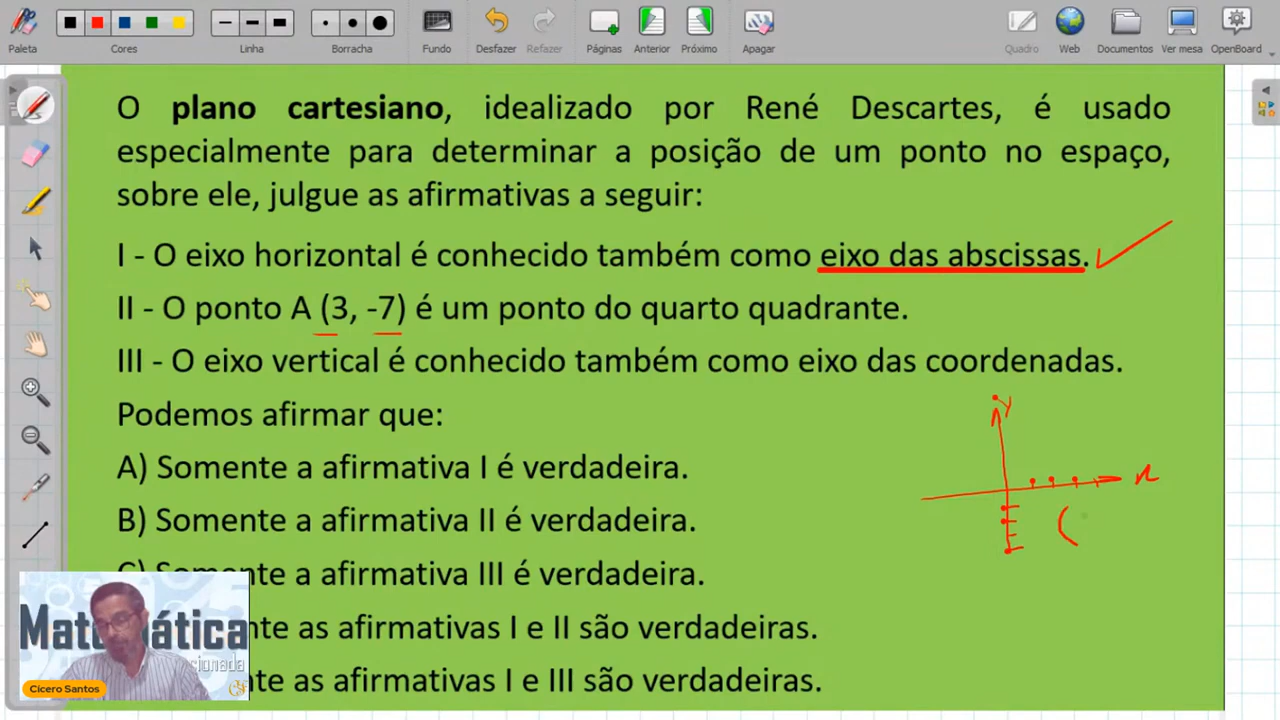 Paleta
Cores
Linha
Borracha
Fundo
Desfazer
Refazer
Páginas
Anterior
Próximo
Apagar
Quadro
Web
Documentos
Ver mesa
OpenBoard
O plano cartesiano, idealizado por René Descartes, é usado
especialmente para determinar a posição de um ponto no espaço,
sobre ele, julgue as afirmativas a seguir:
I - O eixo horizontal é conhecido também como eixo das abscissas.
II - O ponto A (3, -7) é um ponto do quarto quadrante.
III - O eixo vertical é conhecido também como eixo das coordenadas.
Podemos afirmar que:
y
A) Somente a afirmativa I é verdadeira.
x
B) Somente a afirmativa II é verdadeira.
(
C) Somente a afirmativa III é verdadeira.
nte as afirmativas I e II são verdadeiras.
nte as afirmativas I e III são verdadeiras.
Matemática
cionada
Cícero Santos